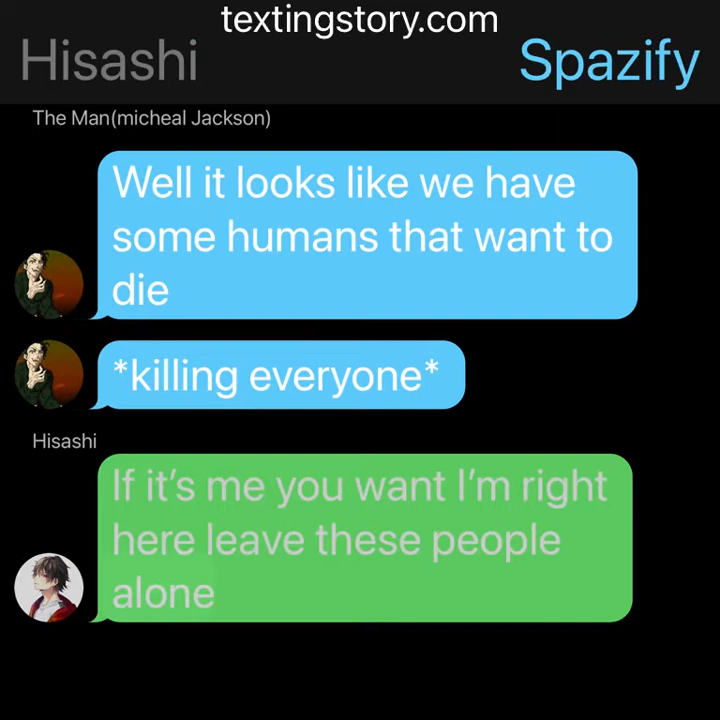 textingstory.com
Hisashi
Spazify
The Man(micheal Jackson)
Well it looks like we have
some humans that want to
die
*killing everyone*
Hisashi
If it’s me you want I’m right
here leave these people
alone